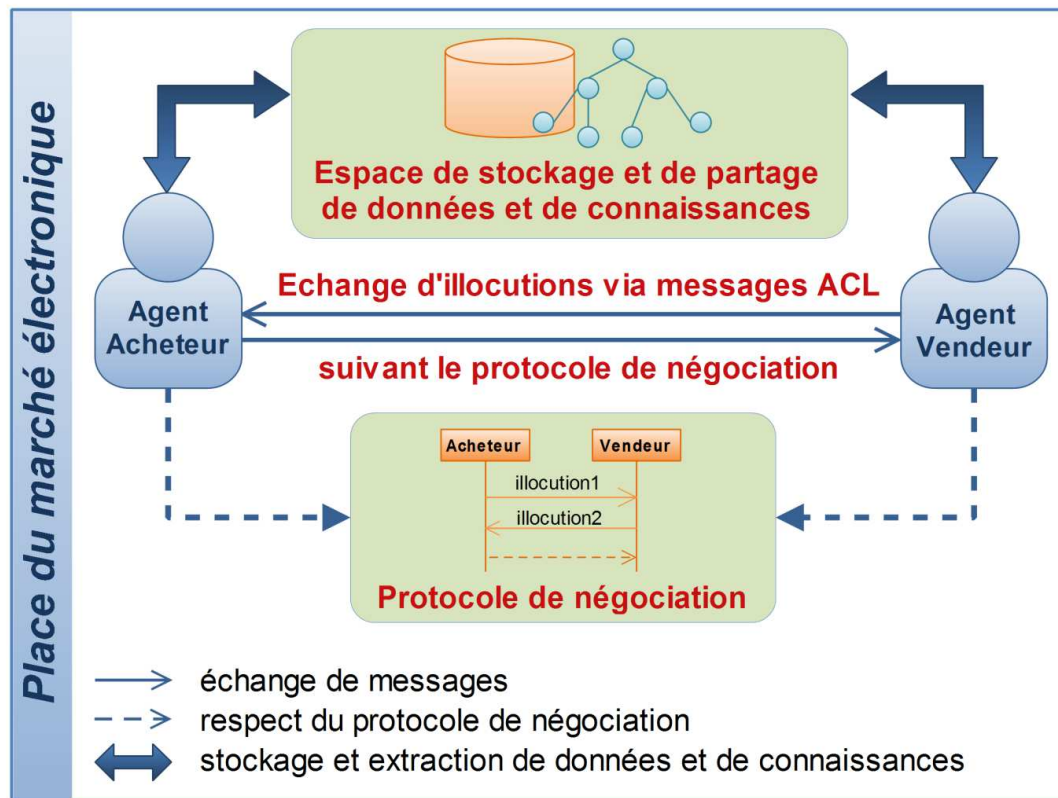 Place du marché électronique
Espace de stockage et de partage
de données et de connaissances
Agent
Acheteur
Echange d'illocutions via messages ACL
suivant le protocole de négociation
Agent
Vendeur
Acheteur
Vendeur
illocution1
illocution2
Protocole de négociation
échange de messages
respect du protocole de négociation
stockage et extraction de données et de connaissances